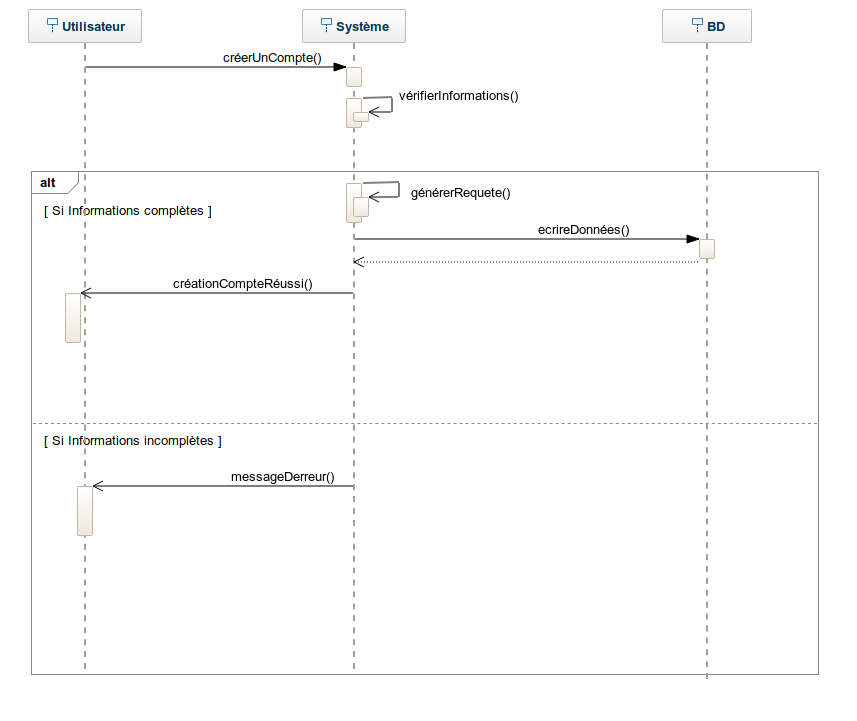 Utilisateur
Système
BD
créerUnCompte()
vérifierInformations()
alt
générerRequete()
[ Si Informations complètes ]
ecrireDonnées()
créationCompteRéussi()
[ Si Informations incomplètes ]
messageDerreur()